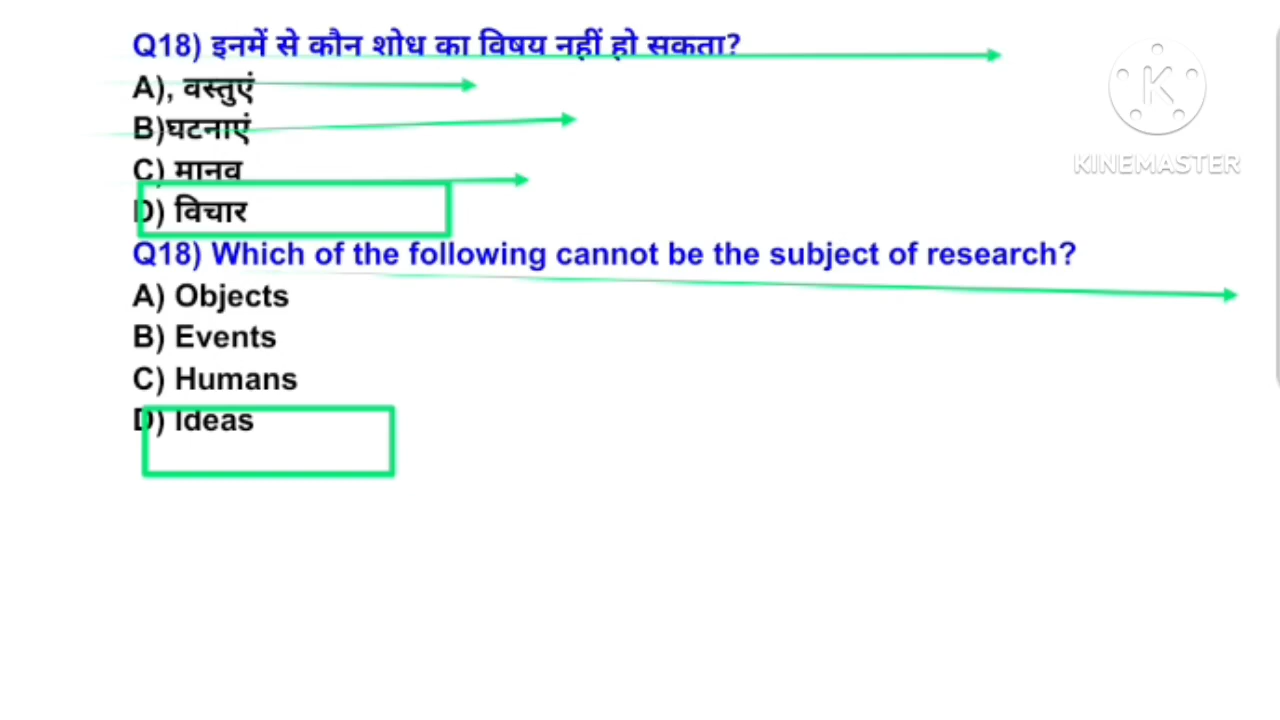 Q18) इनमें से कौन शोध का विषय नहीं हो सकता?
A), वस्तुएं
B)घटनाएं
C) मानव
D) विचार
Q18) Which of the following cannot be the subject of research?
A) Objects
B) Events
C) Humans
D) Ideas
K
KINEMASTER